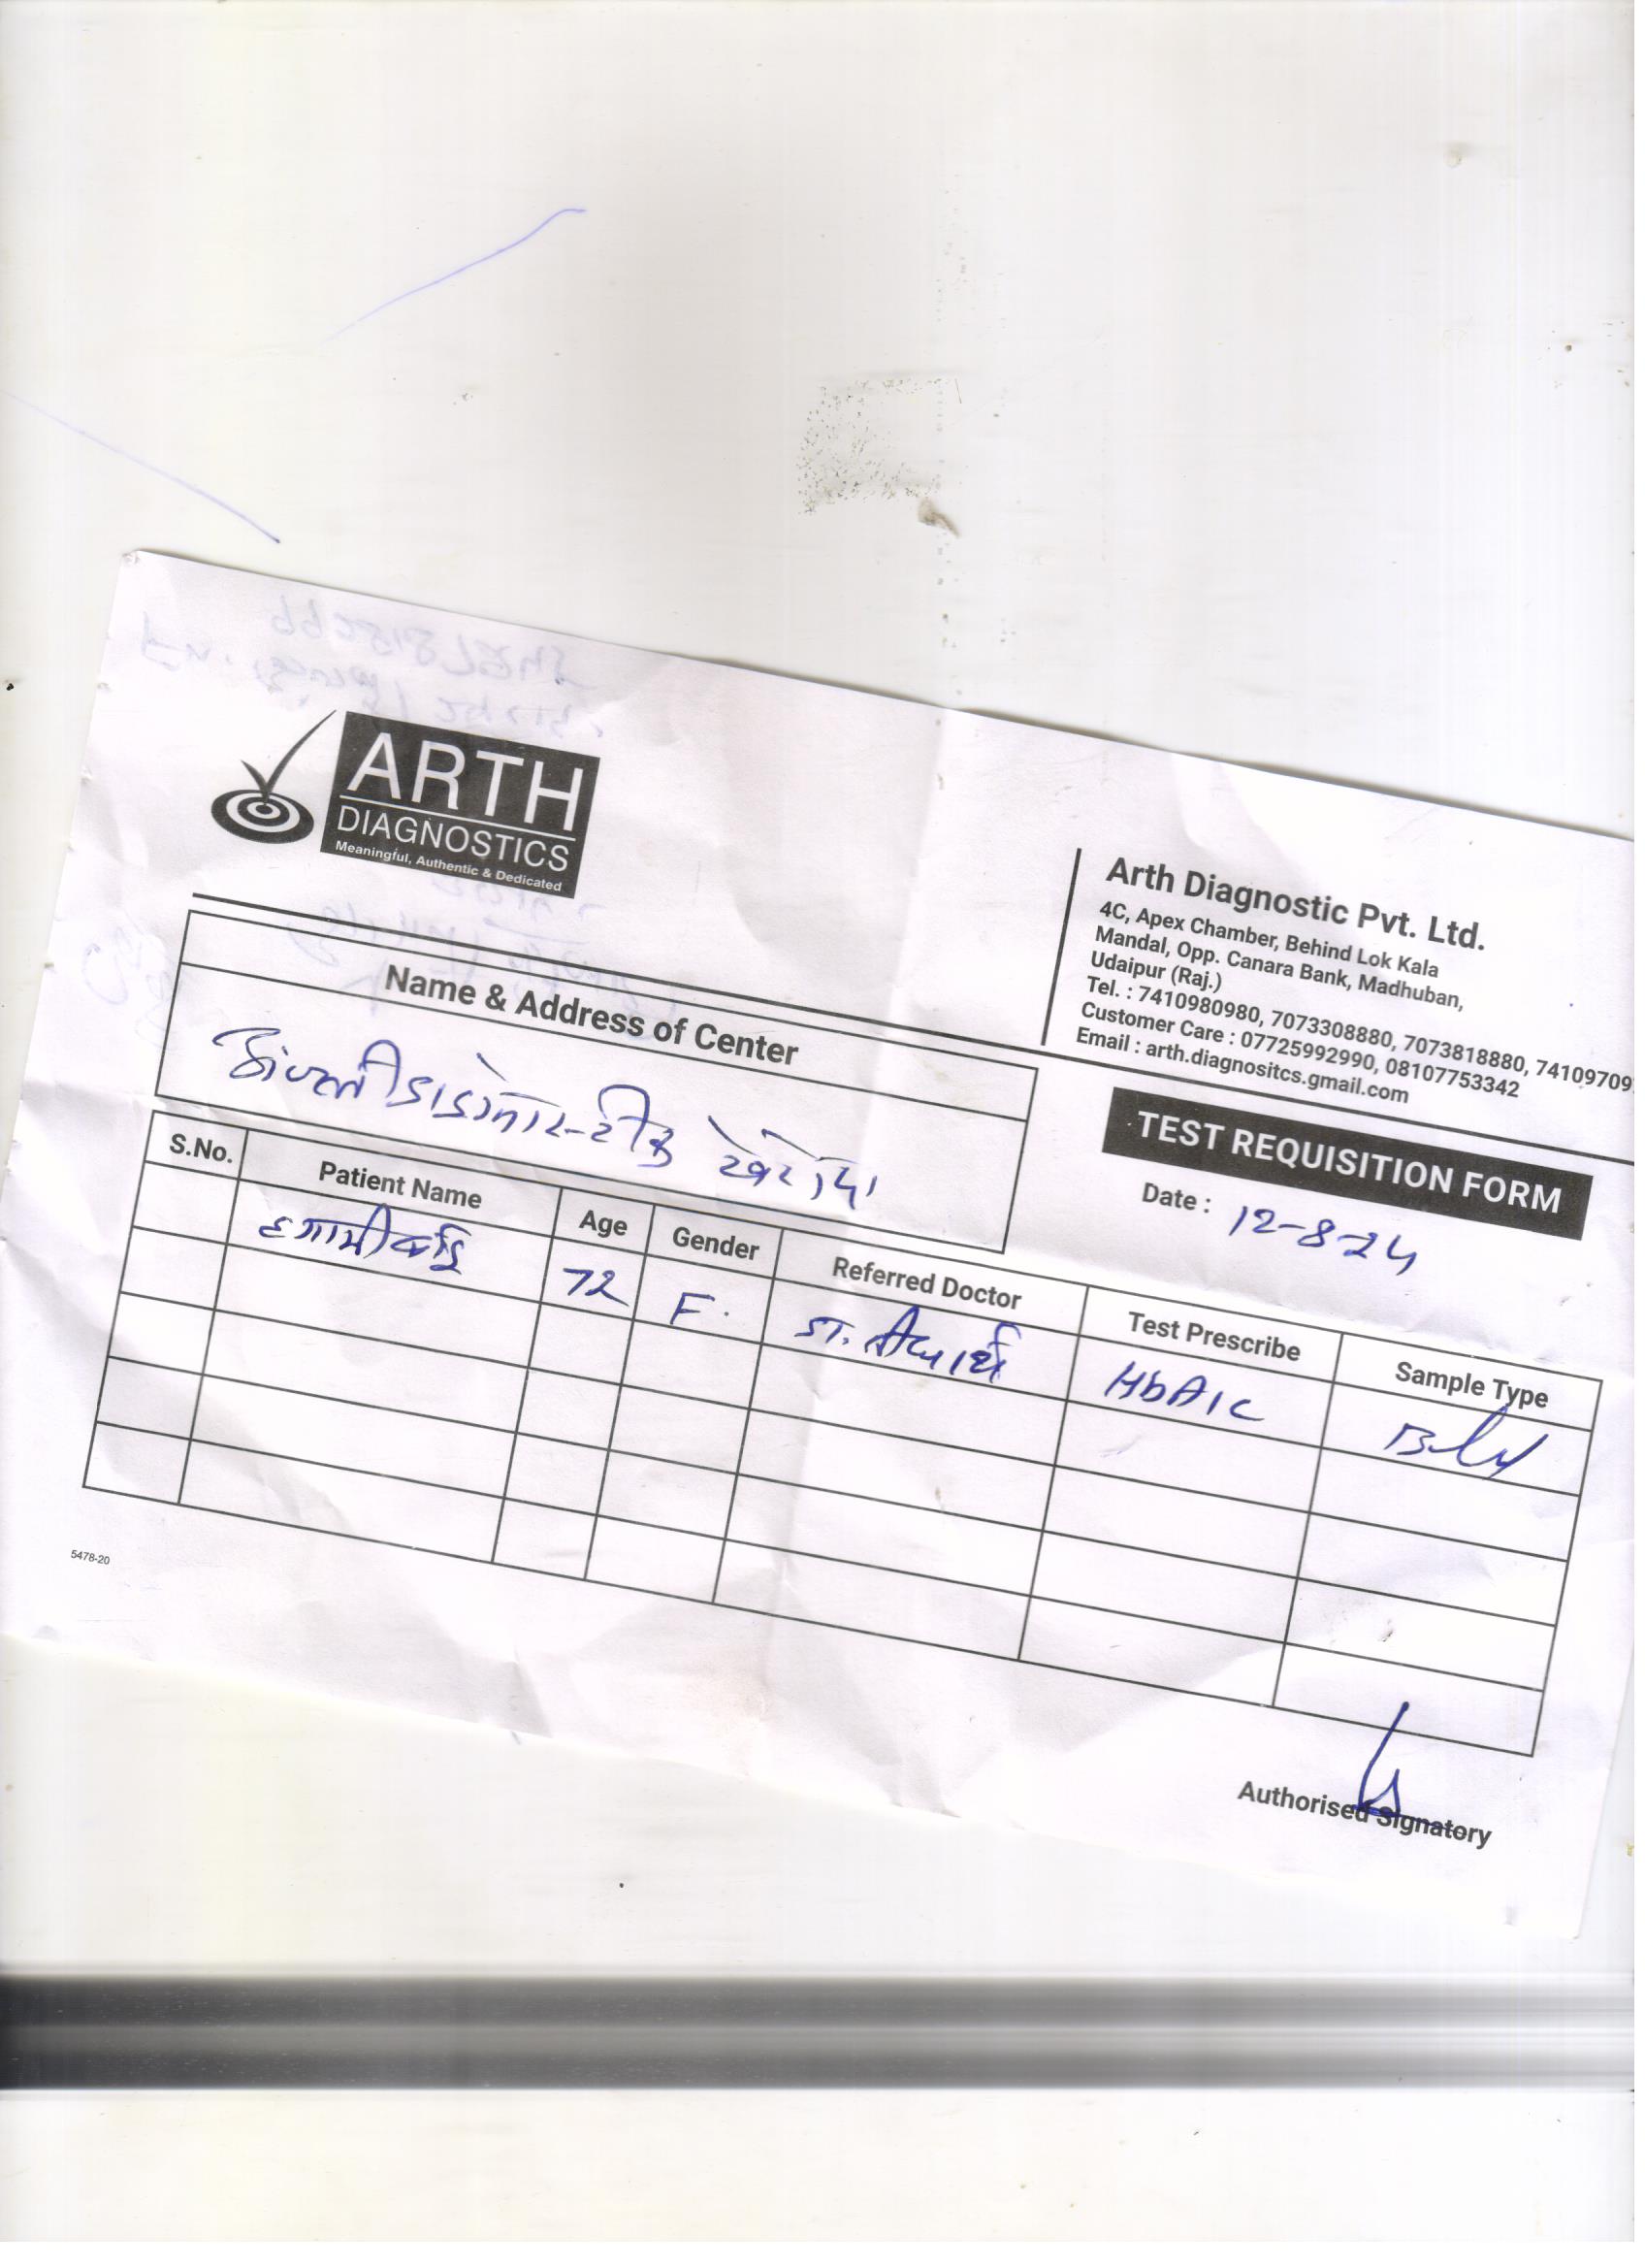 ARTH
DIAGNOSTICS
Meaningful, Authentic & Dedicated
Arth Diagnostic Pvt. Ltd.
4C, Apex Chamber, Behind Lok Kala
Mandal, Opp. Canara Bank, Madhuban,
Udaipur (Raj.)
Tel. : 7410980980, 7073308880, 7073818880, 74109709
Customer Care : 07725992990, 08107753342
Email : arth.diagnositcs.gmail.com
Name & Address of Center
TEST REQUISITION FORM
Date : 12-8-24
S.No. Patient Name Age Gender Referred Doctor Test Prescribe Sample Type
72 F. डा. HbA1C
5478-20
Authorised Signatory